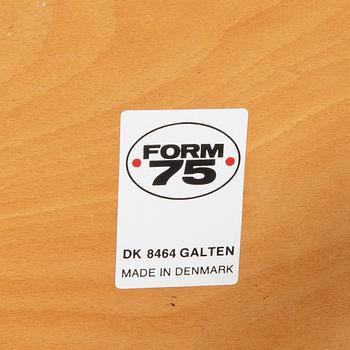 FORM
75
DK 8464 GALTEN
MADE IN DENMARK